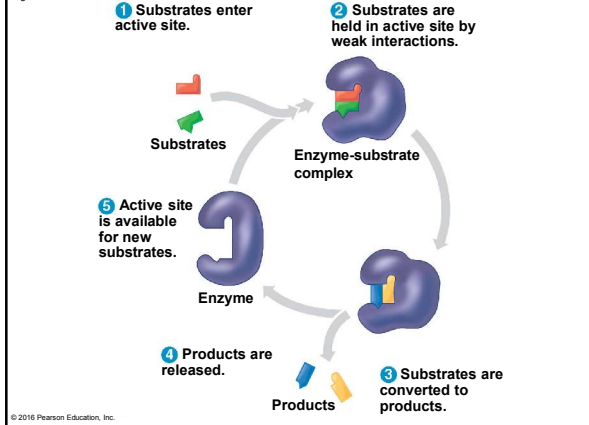 1 Substrates enter
active site.
2 Substrates are
held in active site by
weak interactions.
Substrates
Enzyme-substrate
complex
5 Active site
is available
for new
substrates.
Enzyme
4 Products are
released.
Products
3 Substrates are
converted to
products.
© 2016 Pearson Education, Inc.